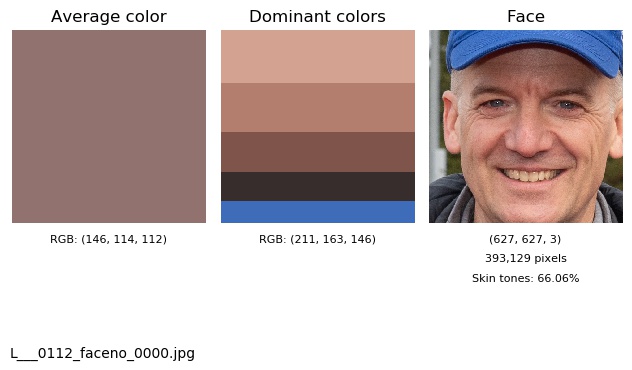 Average color
Dominant colors
Face
RGB: (146, 114, 112)
RGB: (211, 163, 146)
(627, 627, 3)
393,129 pixels
Skin tones: 66.06%
L___0112_faceno_0000.jpg